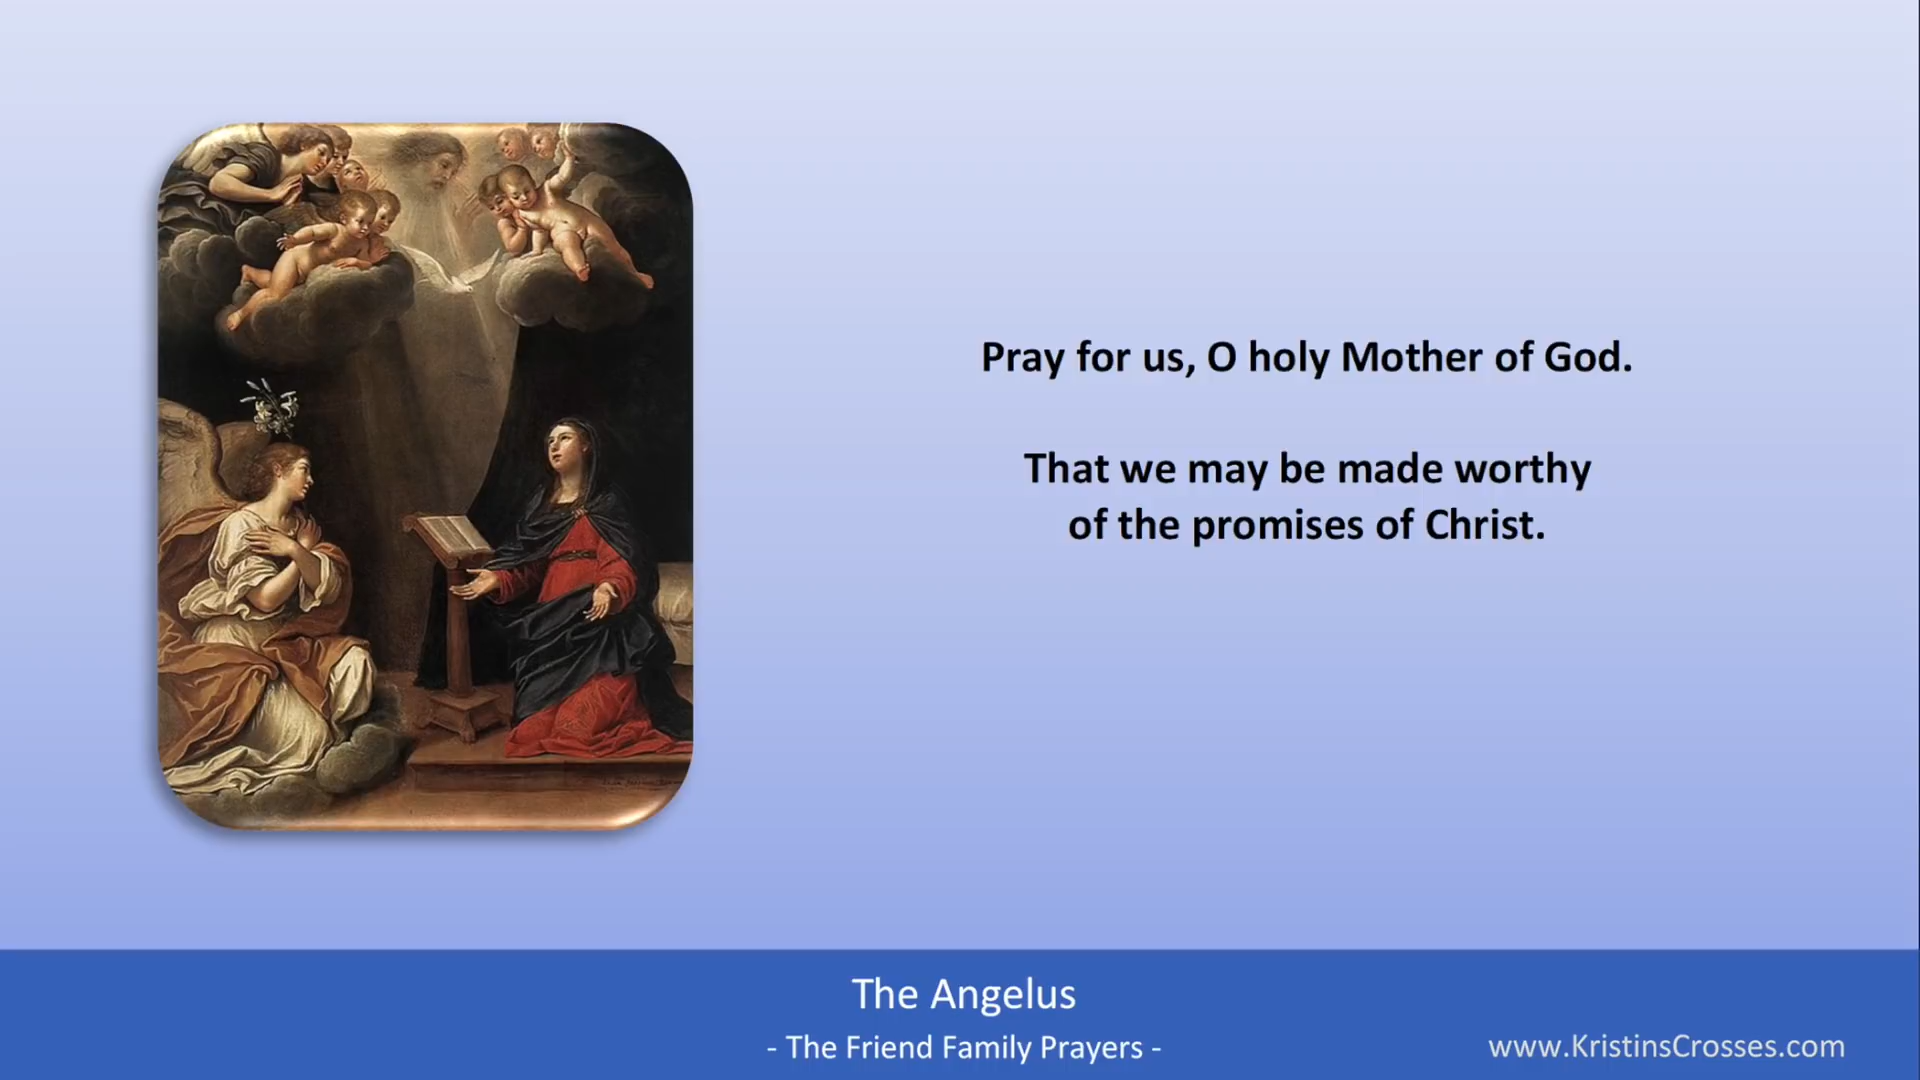 Pray for us, O holy Mother of God.
That we may be made worthy
of the promises of Christ.
The Angelus
- The Friend Family Prayers -
www.KristinsCrosses.com